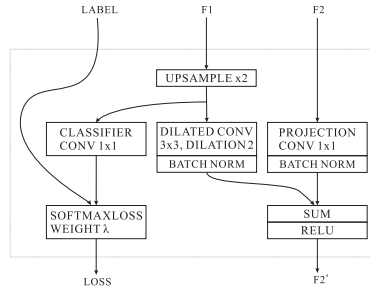 LABEL F1 F2
UPSAMPLE x2
CLASSIFIER
CONV 1x1
DILATED CONV
3x3, DILATION 2
BATCH NORM
PROJECTION
CONV 1x1
BATCH NORM
SOFTMAXLOSS
WEIGHT λ
SUM
RELU
LOSS F2'